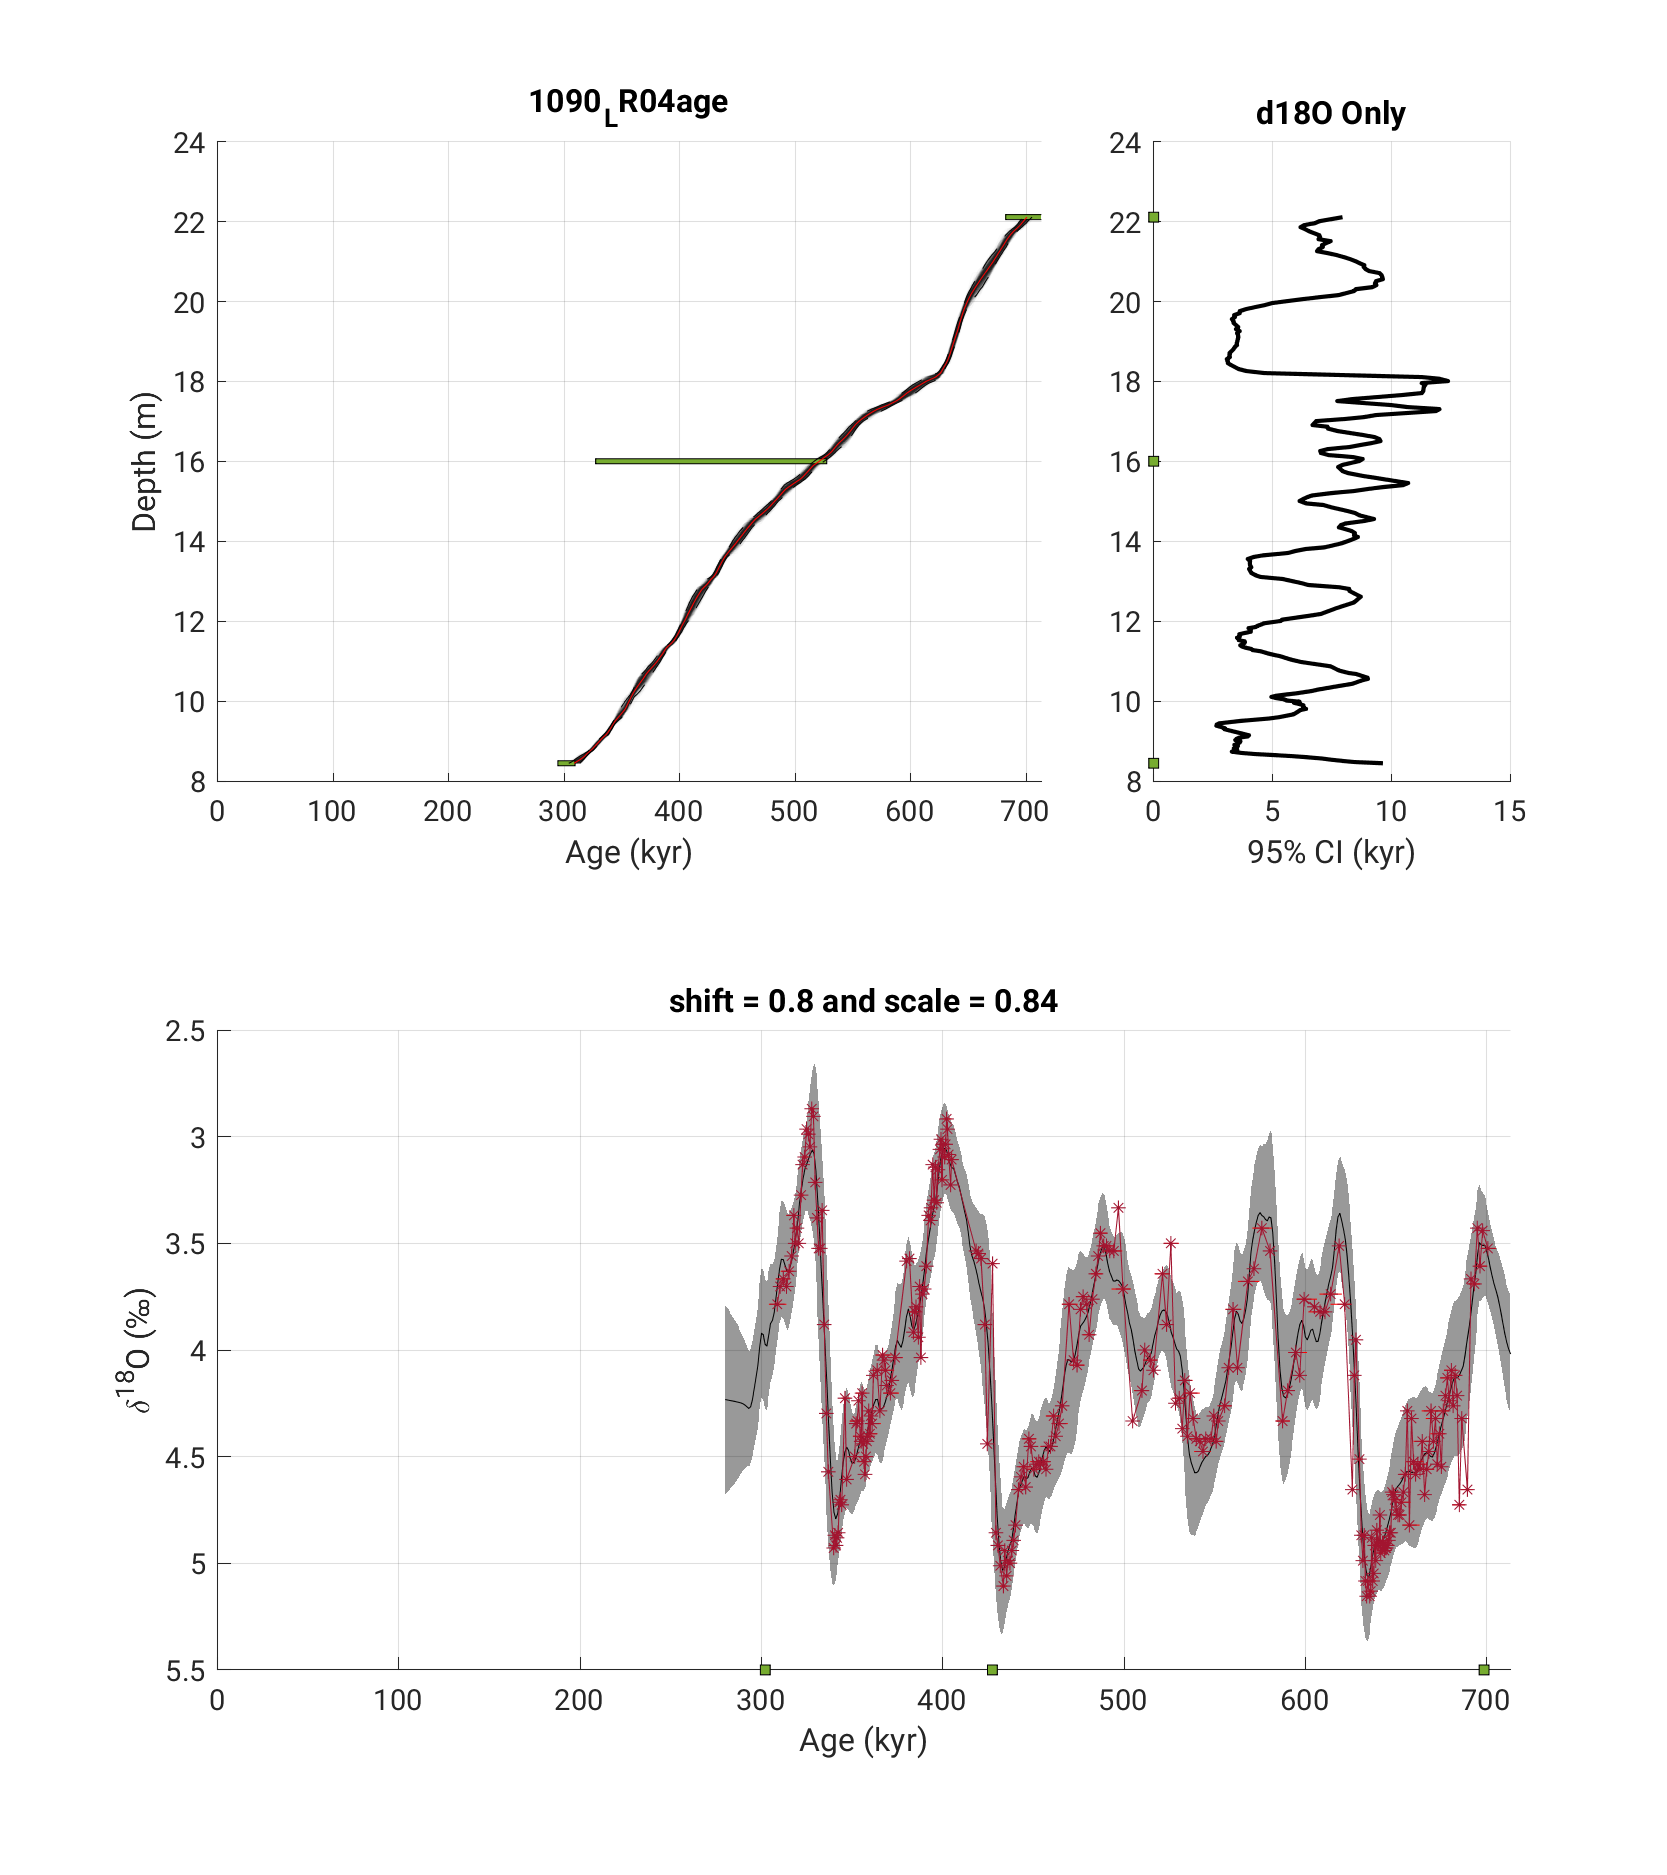 1090LR04age
24
22
20
18
16
14
12
10
8
Depth (m)
0 100 200 300 400 500 600 700
Age (kyr)
d18O Only
24
22
20
18
16
14
12
10
8
0 5 10 15
95% CI (kyr)
shift = 0.8 and scale = 0.84
2.5
3
3.5
4
4.5
5
5.5
δ18O (‰)
0 100 200 300 400 500 600 700
Age (kyr)